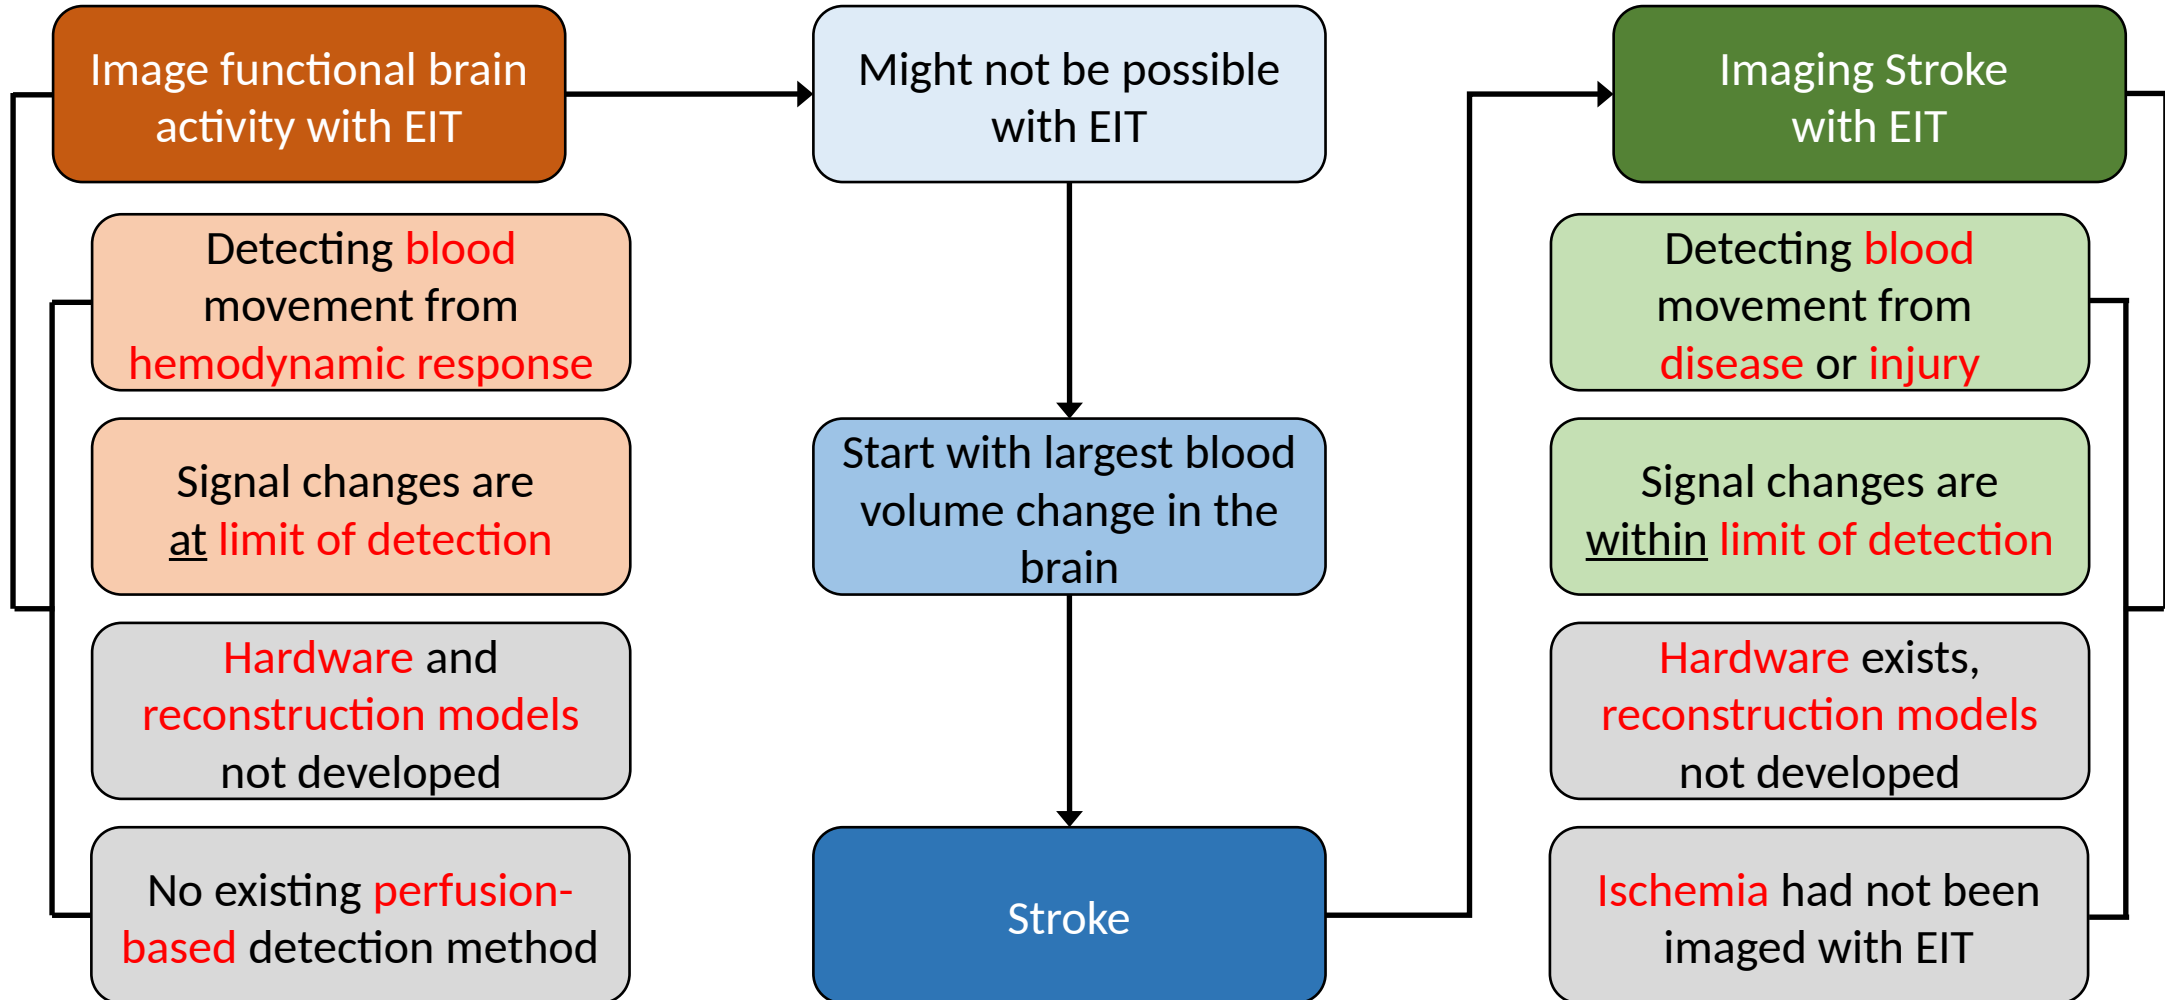 Image functional brain
activity with EIT
Detecting blood
movement from
hemodynamic response
Signal changes are
at limit of detection
Hardware and
reconstruction models
not developed
No existing perfusion-
based detection method
Might not be possible
with EIT
Start with largest blood
volume change in the
brain
Stroke
Imaging Stroke
with EIT
Detecting blood
movement from
disease or injury
Signal changes are
within limit of detection
Hardware exists,
reconstruction models
not developed
Ischemia had not been
imaged with EIT